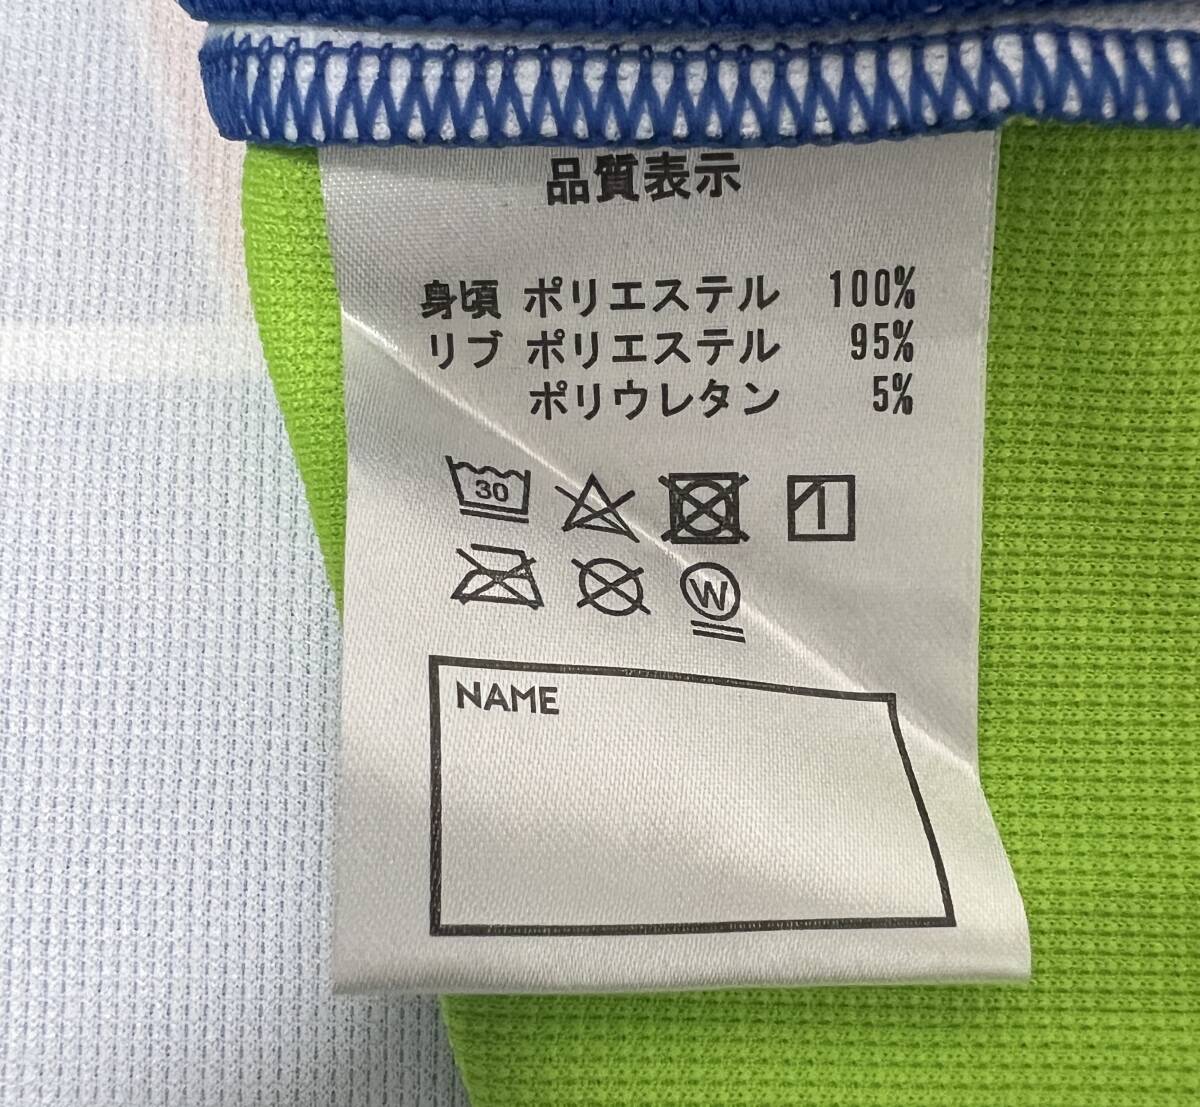 品質表示
身頃 ポリエステル 100%
リブ ポリエステル 95%
ポリウレタン 5%
30
W
NAME